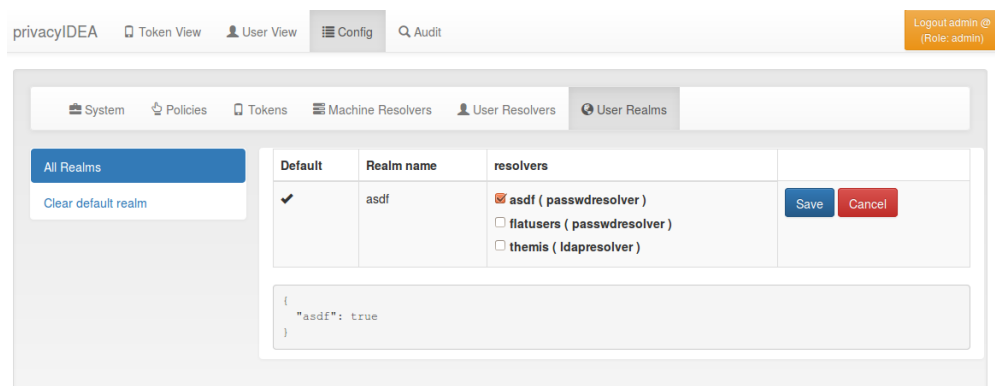 privacyIDEA Token View User View Config Audit Logout admin @
(Role: admin)
System Policies Tokens Machine Resolvers User Resolvers User Realms
All Realms
Clear default realm
Default Realm name resolvers
asdf asdf ( passwdresolver ) Save Cancel
flatusers ( passwdresolver )
themis ( ldapresolver )
{
"asdf": true
}